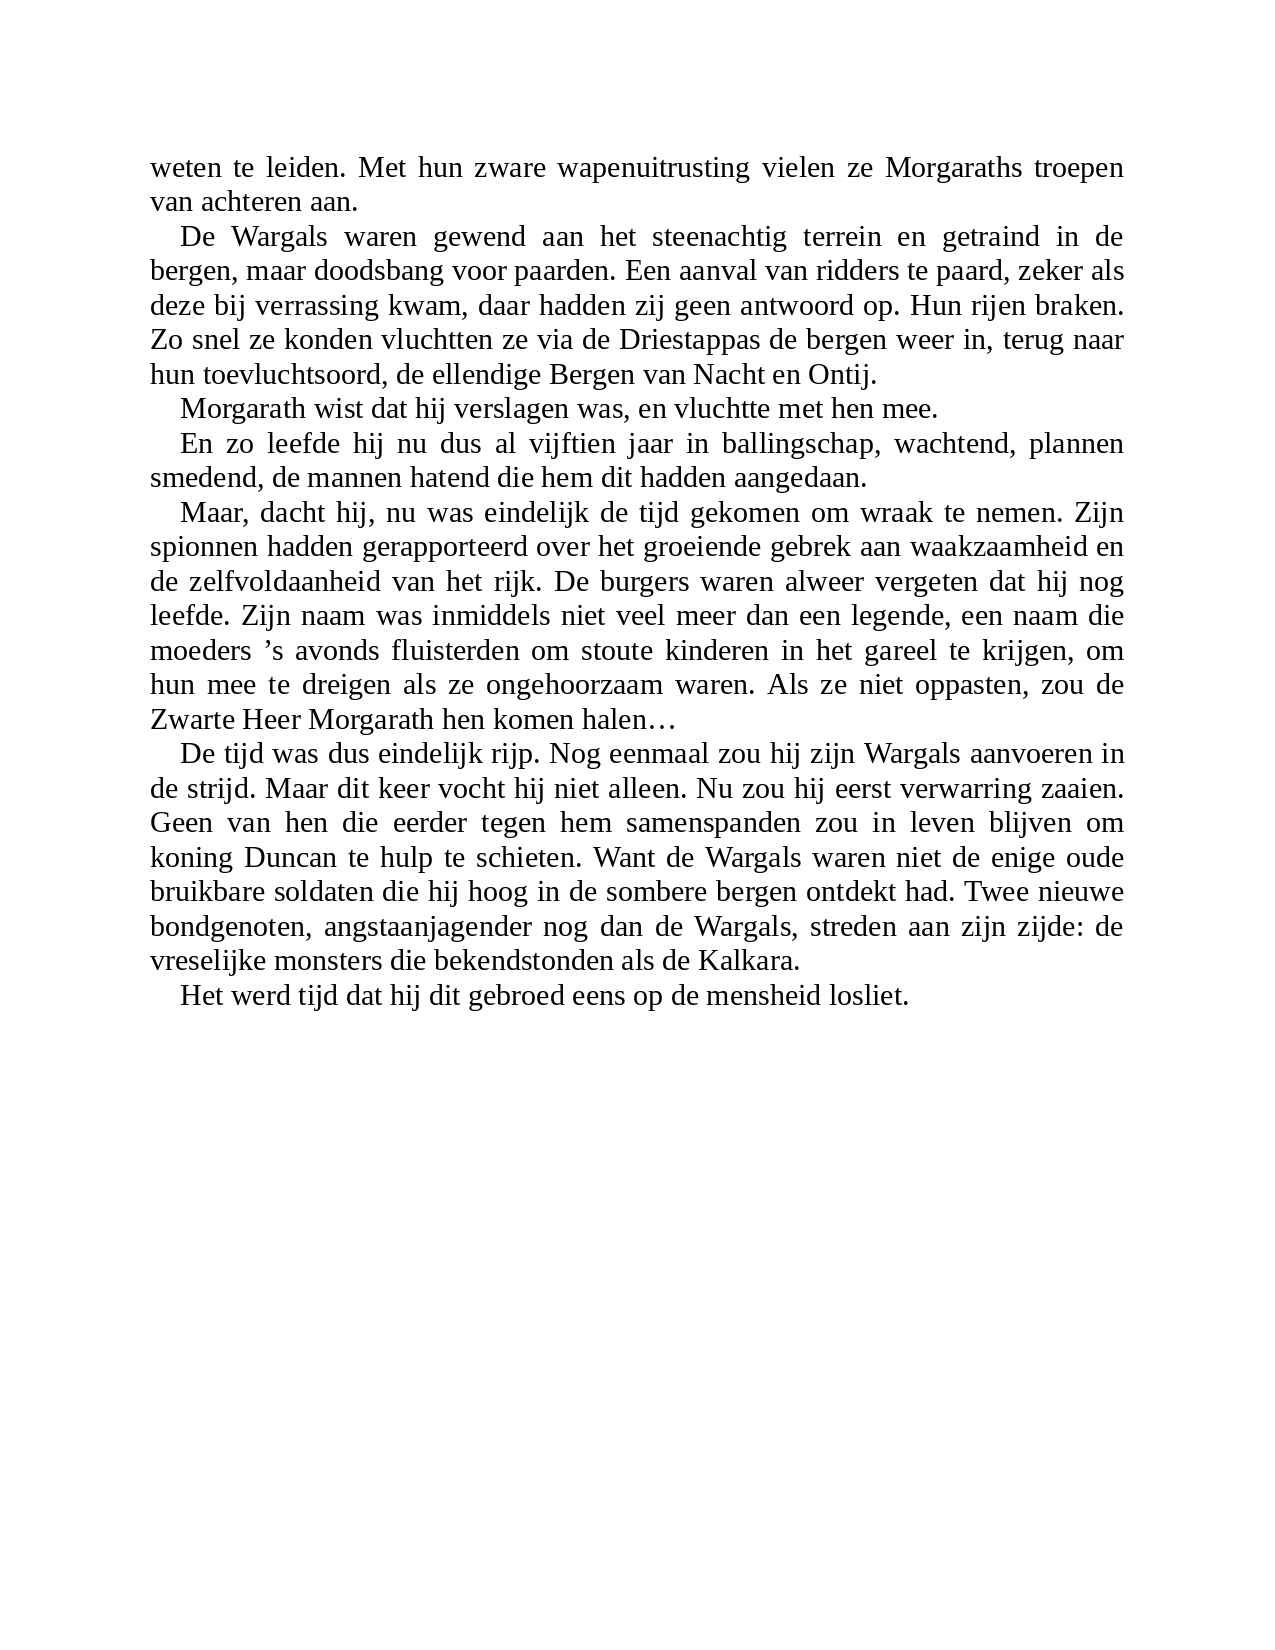 weten te leiden. Met hun zware wapenuitrusting vielen ze Morgaraths troepen
van achteren aan.
De Wargals waren gewend aan het steenachtig terrein en getraind in de
bergen, maar doodsbang voor paarden. Een aanval van ridders te paard, zeker als
deze bij verrassing kwam, daar hadden zij geen antwoord op. Hun rijen braken.
Zo snel ze konden vluchtten ze via de Driestappas de bergen weer in, terug naar
hun toevluchtsoord, de ellendige Bergen van Nacht en Ontij.
Morgarath wist dat hij verslagen was, en vluchtte met hen mee.
En zo leefde hij nu dus al vijftien jaar in ballingschap, wachtend, plannen
smedend, de mannen hatend die hem dit hadden aangedaan.
Maar, dacht hij, nu was eindelijk de tijd gekomen om wraak te nemen. Zijn
spionnen hadden gerapporteerd over het groeiende gebrek aan waakzaamheid en
de zelfvoldaanheid van het rijk. De burgers waren alweer vergeten dat hij nog
leefde. Zijn naam was inmiddels niet veel meer dan een legende, een naam die
moeders ’s avonds fluisterden om stoute kinderen in het gareel te krijgen, om
hun mee te dreigen als ze ongehoorzaam waren. Als ze niet oppasten, zou de
Zwarte Heer Morgarath hen komen halen…
De tijd was dus eindelijk rijp. Nog eenmaal zou hij zijn Wargals aanvoeren in
de strijd. Maar dit keer vocht hij niet alleen. Nu zou hij eerst verwarring zaaien.
Geen van hen die eerder tegen hem samenspanden zou in leven blijven om
koning Duncan te hulp te schieten. Want de Wargals waren niet de enige oude
bruikbare soldaten die hij hoog in de sombere bergen ontdekt had. Twee nieuwe
bondgenoten, angstaanjagender nog dan de Wargals, streden aan zijn zijde: de
vreselijke monsters die bekendstonden als de Kalkara.
Het werd tijd dat hij dit gebroed eens op de mensheid losliet.